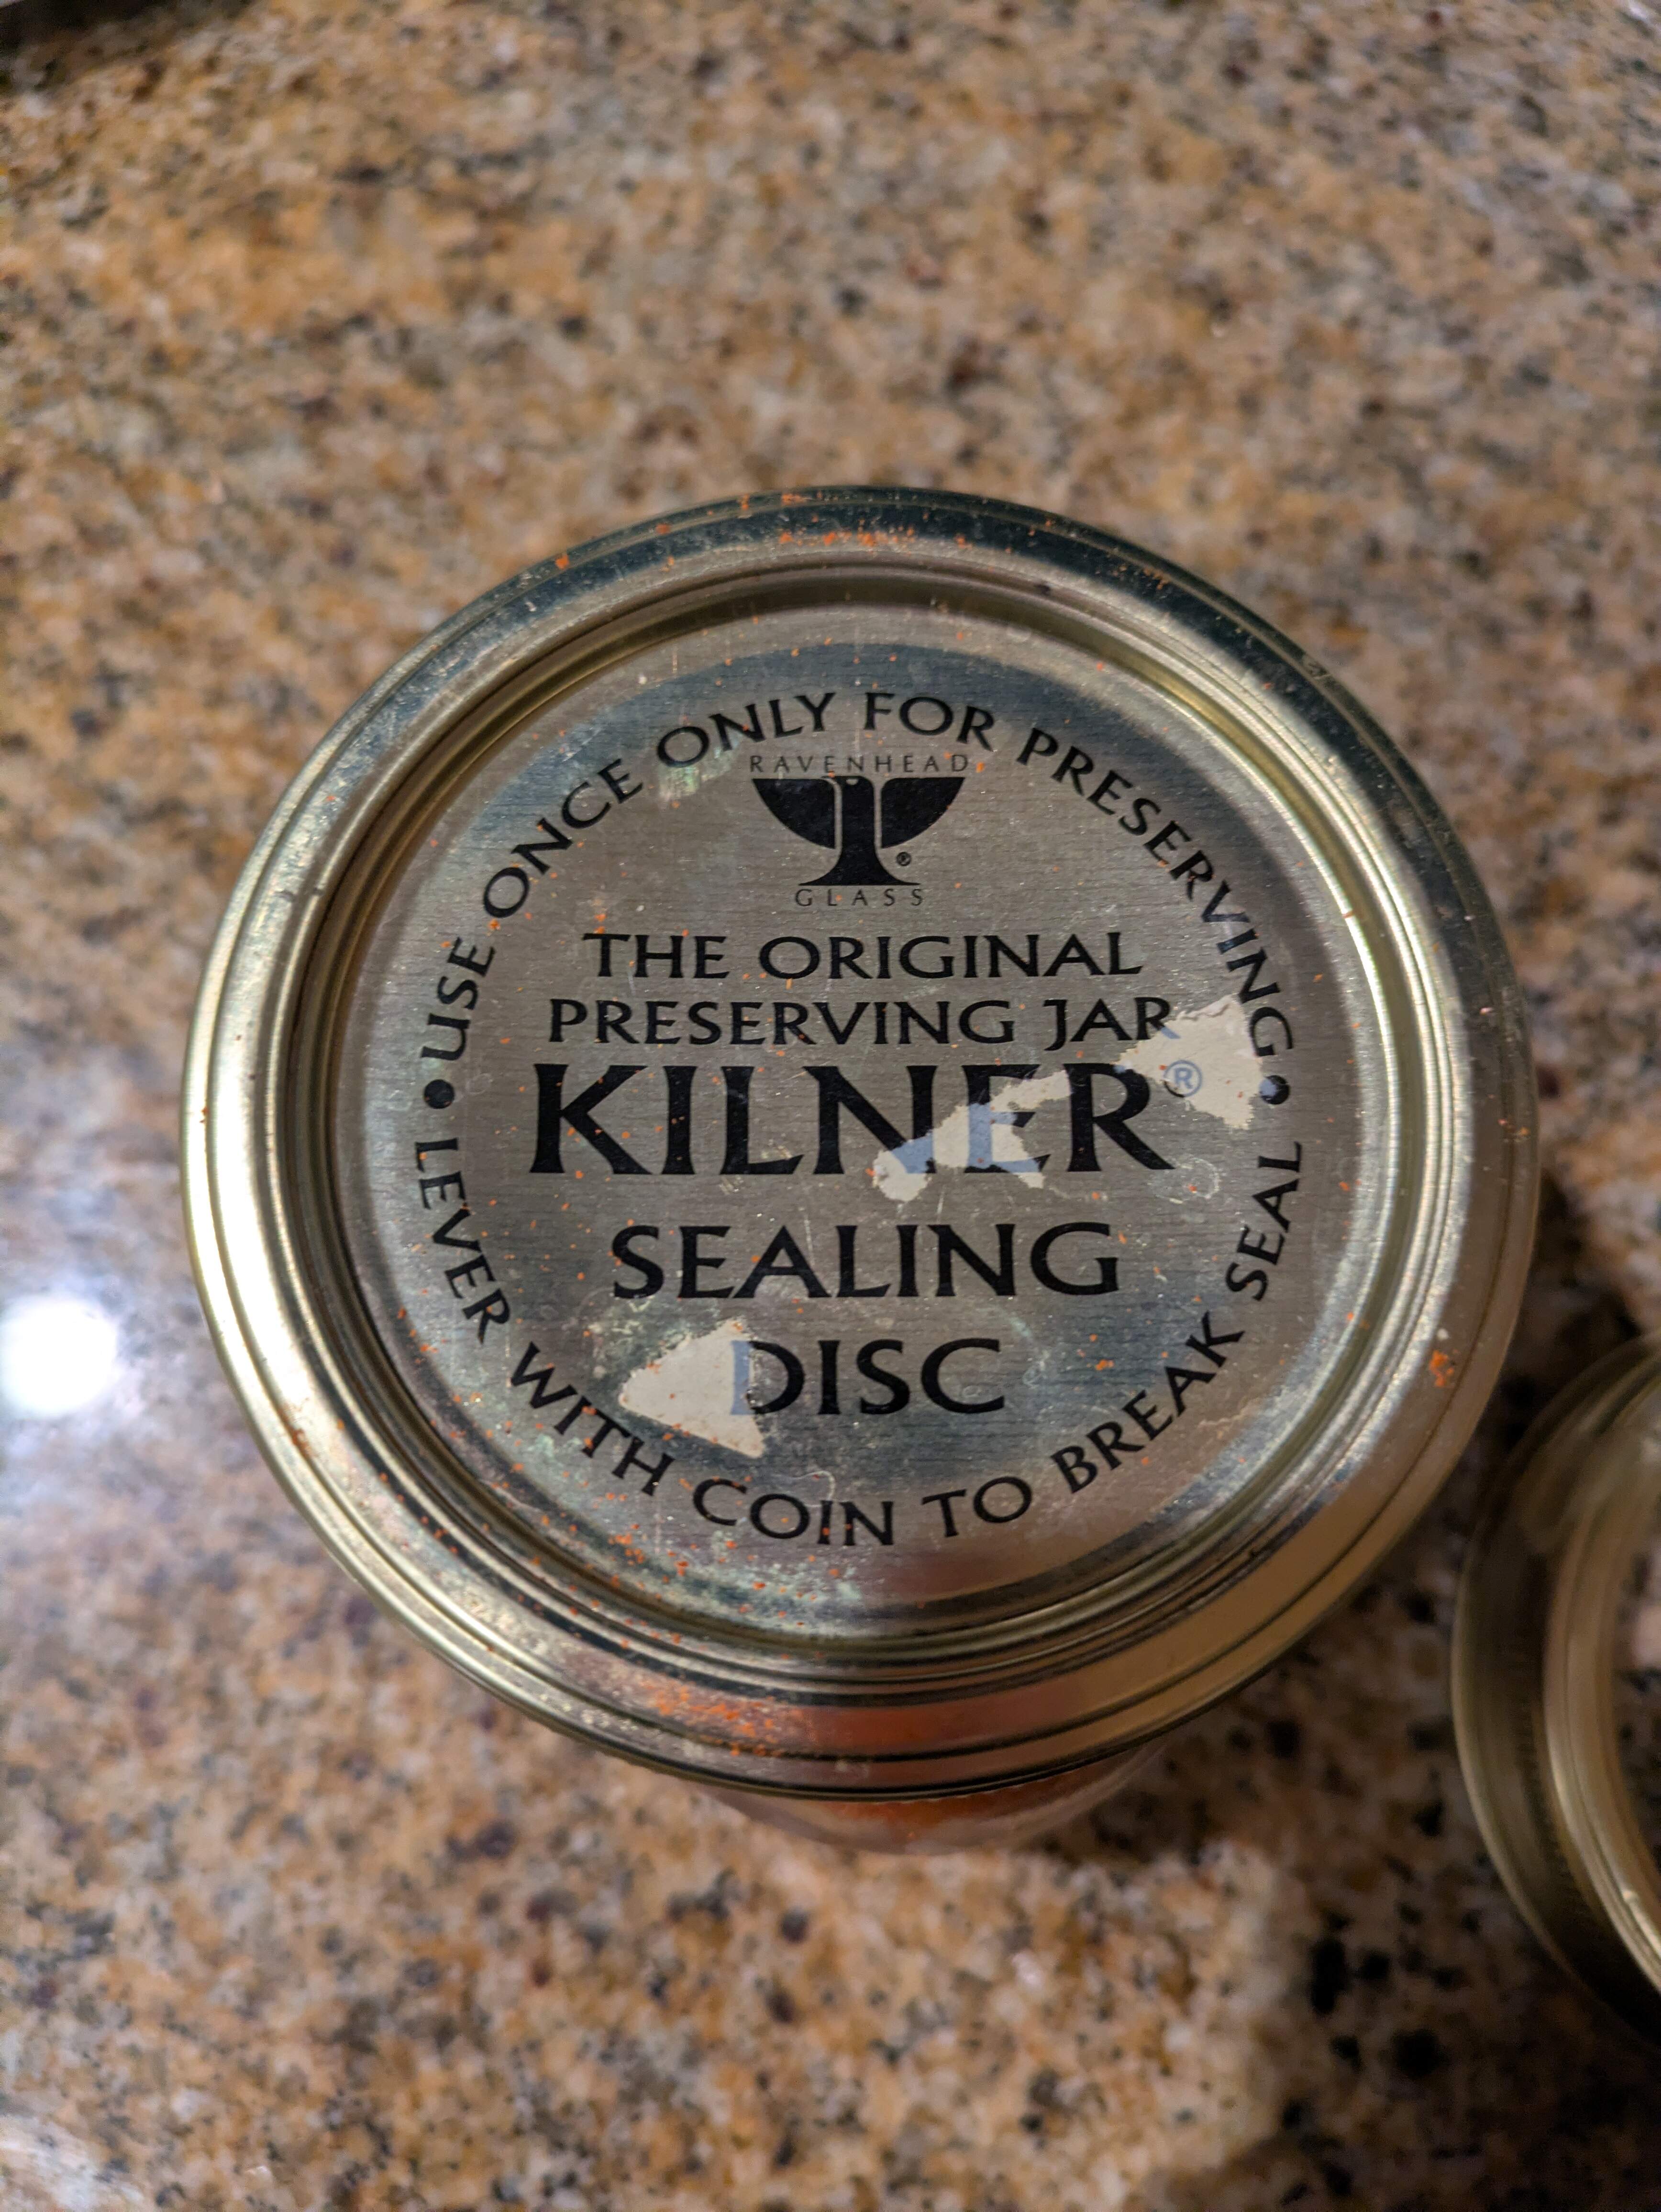 • USE ONCE ONLY FOR PRESERVING •
RAVENHEAD
®
GLASS
THE ORIGINAL
PRESERVING JAR
KILNER®
SEALING
DISC
LEVER WITH COIN TO BREAK SEAL